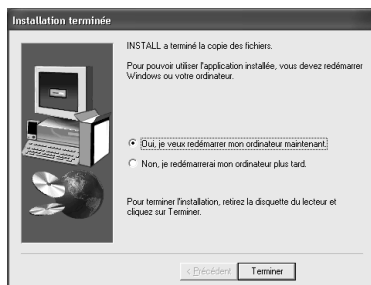 Installation terminée
INSTALL a terminé la copie des fichiers.
Pour pouvoir utiliser l'application installée, vous devez redémarrer
Windows ou votre ordinateur.
Oui, je veux redémarrer mon ordinateur maintenant.
Non, je redémarrerai mon ordinateur plus tard.
Pour terminer l'installation, retirez la disquette du lecteur et
cliquez sur Terminer.
< Précédent Terminer